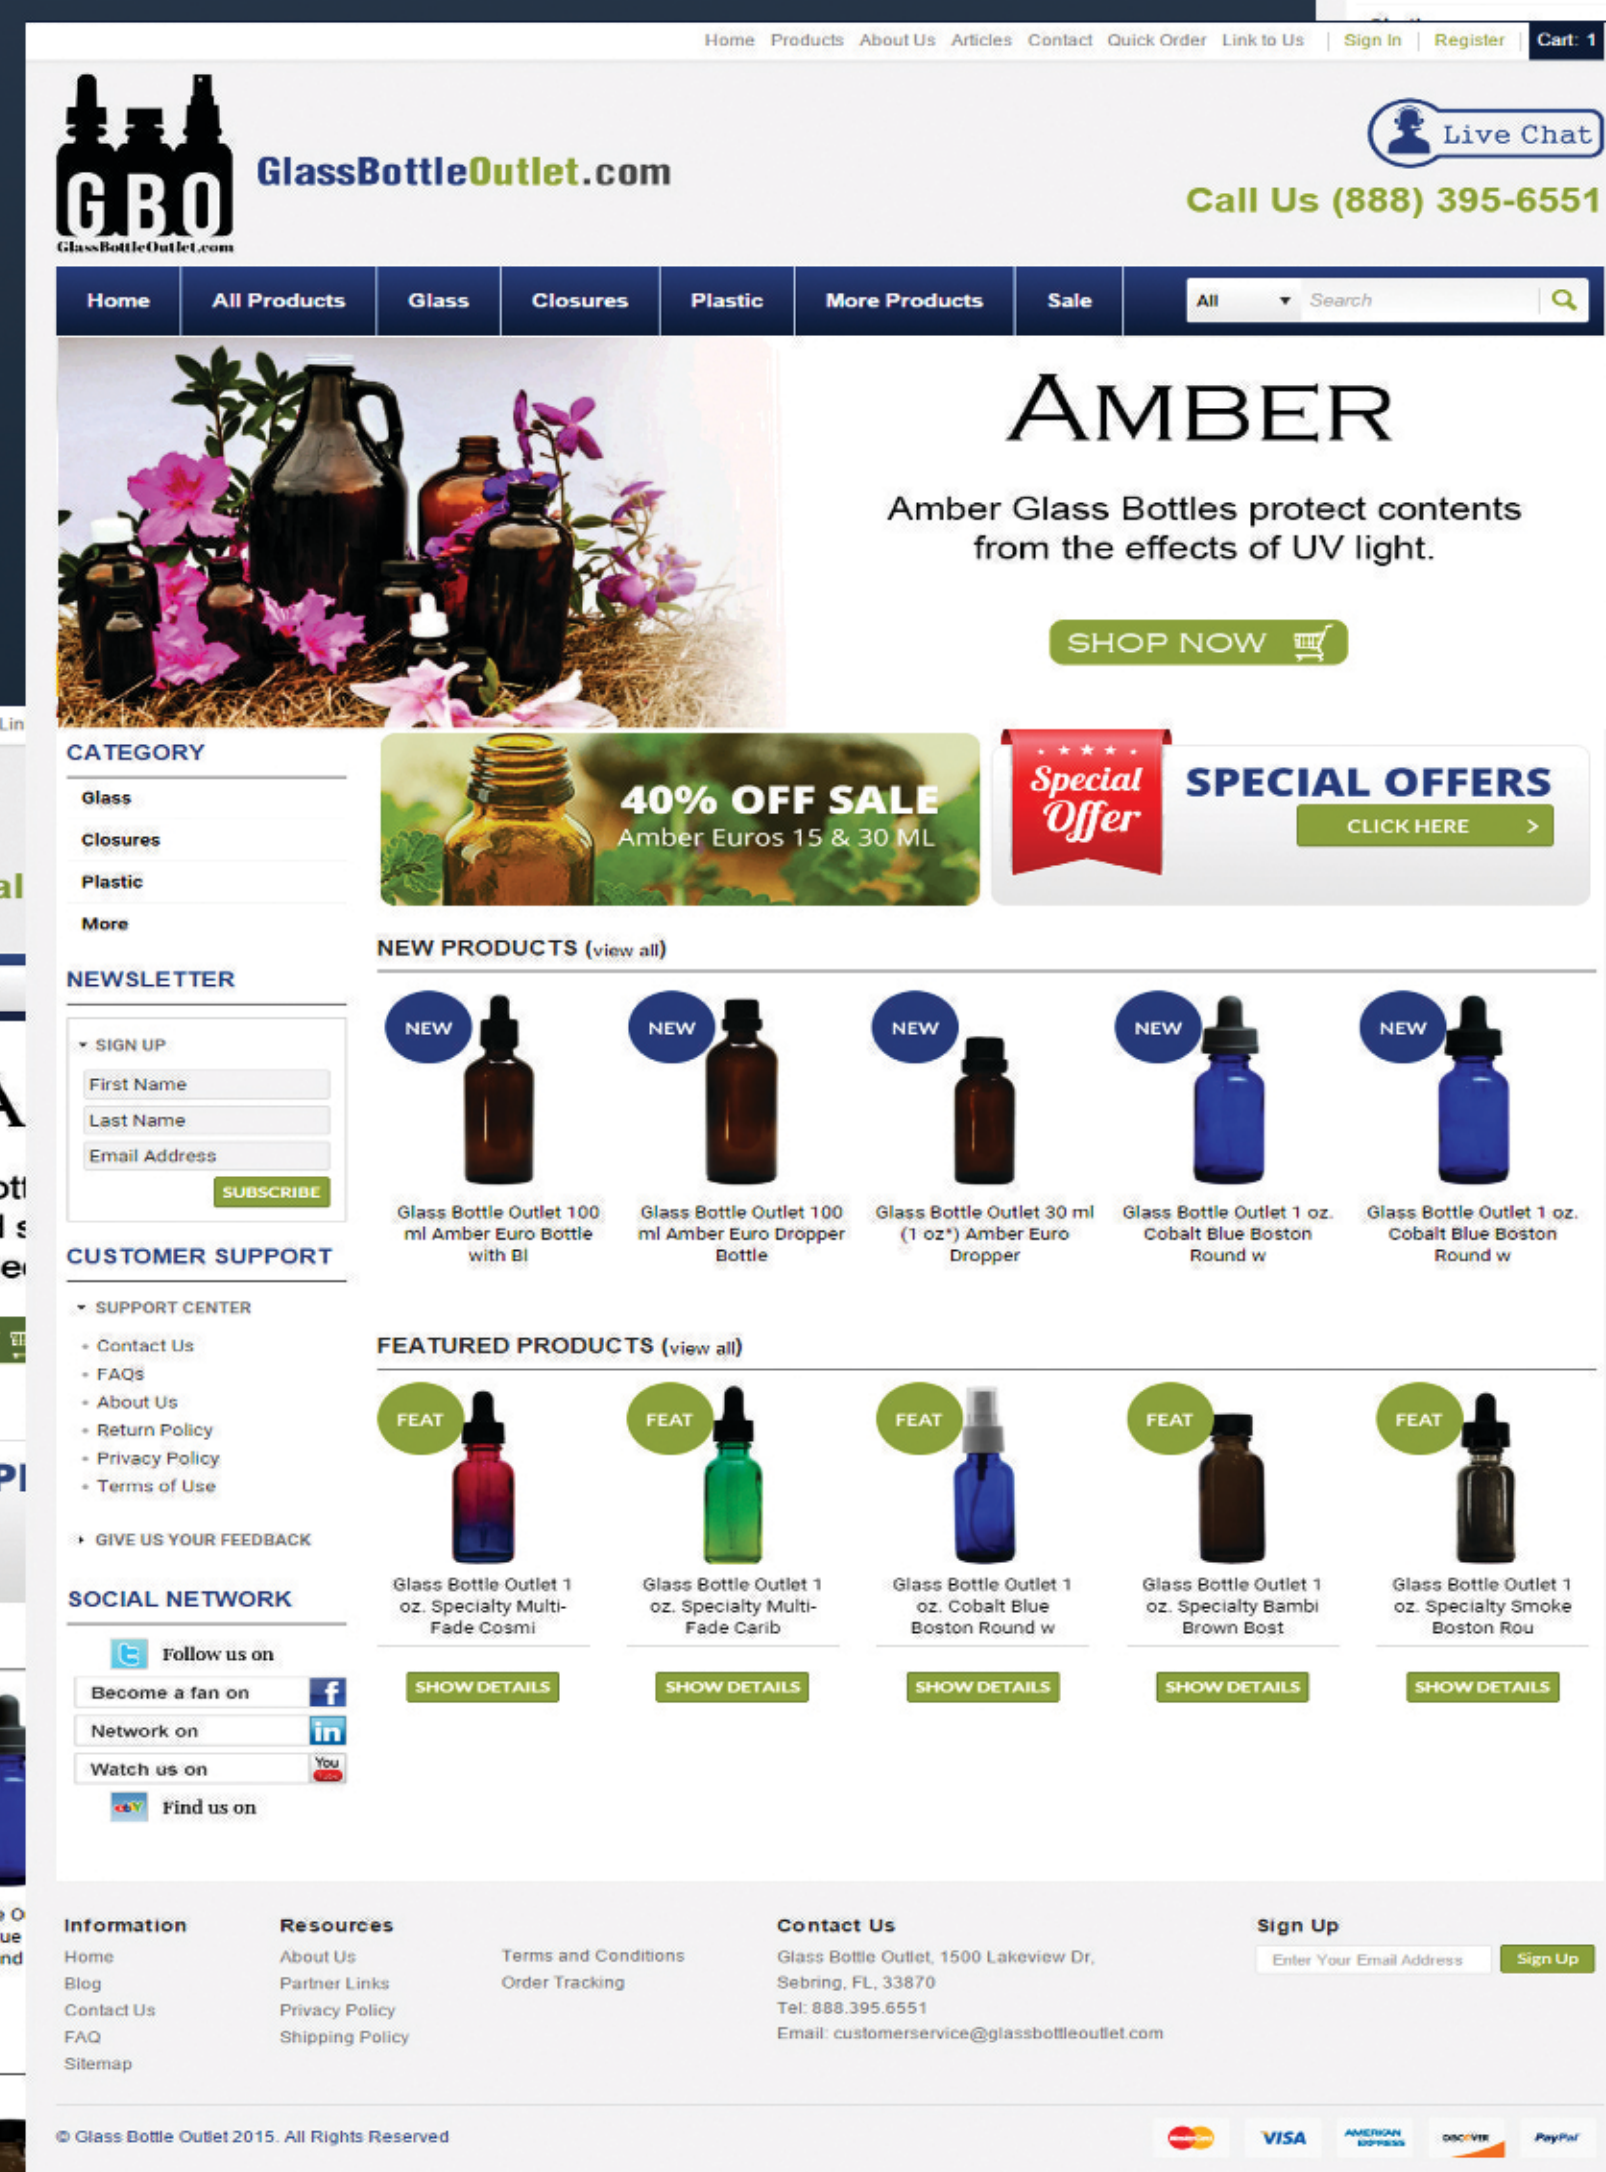 Home Products About Us Articles Contact Quick Order Link to Us Sign In Register Cart: 1
Live Chat
G.B.O
GlassBottleOutlet.com
GlassBottleOutlet.com
Call Us (888) 395-6551
Home All Products Glass Closures Plastic More Products Sale All Search
AMBER
Amber Glass Bottles protect contents
from the effects of UV light.
SHOP NOW
Lin
CATEGORY
Glass
Closures
Plastic
More
40% OFF SALE
Amber Euros 15 & 30 ML
Special
Offer
SPECIAL OFFERS
CLICK HERE >
NEWSLETTER
SIGN UP
First Name
Last Name
Email Address
SUBSCRIBE
CUSTOMER SUPPORT
SUPPORT CENTER
Contact Us
FAQs
About Us
Return Policy
Privacy Policy
Terms of Use
GIVE US YOUR FEEDBACK
SOCIAL NETWORK
Follow us on
Become a fan on f
Network on in
Watch us on You Tube
ebY Find us on
NEW PRODUCTS (view all)
NEW NEW NEW NEW NEW
Glass Bottle Outlet 100
ml Amber Euro Bottle
with Bl
Glass Bottle Outlet 100
ml Amber Euro Dropper
Bottle
Glass Bottle Outlet 30 ml
(1 oz*) Amber Euro
Dropper
Glass Bottle Outlet 1 oz.
Cobalt Blue Boston
Round w
Glass Bottle Outlet 1 oz.
Cobalt Blue Boston
Round w
FEATURED PRODUCTS (view all)
FEAT FEAT FEAT FEAT FEAT
Glass Bottle Outlet 1
oz. Specialty Multi-
Fade Cosmi
Glass Bottle Outlet 1
oz. Specialty Multi-
Fade Carib
Glass Bottle Outlet 1
oz. Cobalt Blue
Boston Round w
Glass Bottle Outlet 1
oz. Specialty Bambi
Brown Bost
Glass Bottle Outlet 1
oz. Specialty Smoke
Boston Rou
SHOW DETAILS SHOW DETAILS SHOW DETAILS SHOW DETAILS SHOW DETAILS
Information
Home
Blog
Contact Us
FAQ
Sitemap
Resources
About Us
Partner Links
Privacy Policy
Shipping Policy
Terms and Conditions
Order Tracking
Contact Us
Glass Bottle Outlet, 1500 Lakeview Dr,
Sebring, FL, 33870
Tel: 888.395.6551
Email: customerservice@glassbottleoutlet.com
Sign Up
Enter Your Email Address Sign Up
© Glass Bottle Outlet 2015. All Rights Reserved
MasterCard VISA AMERICAN EXPRESS DISCOVER PayPal